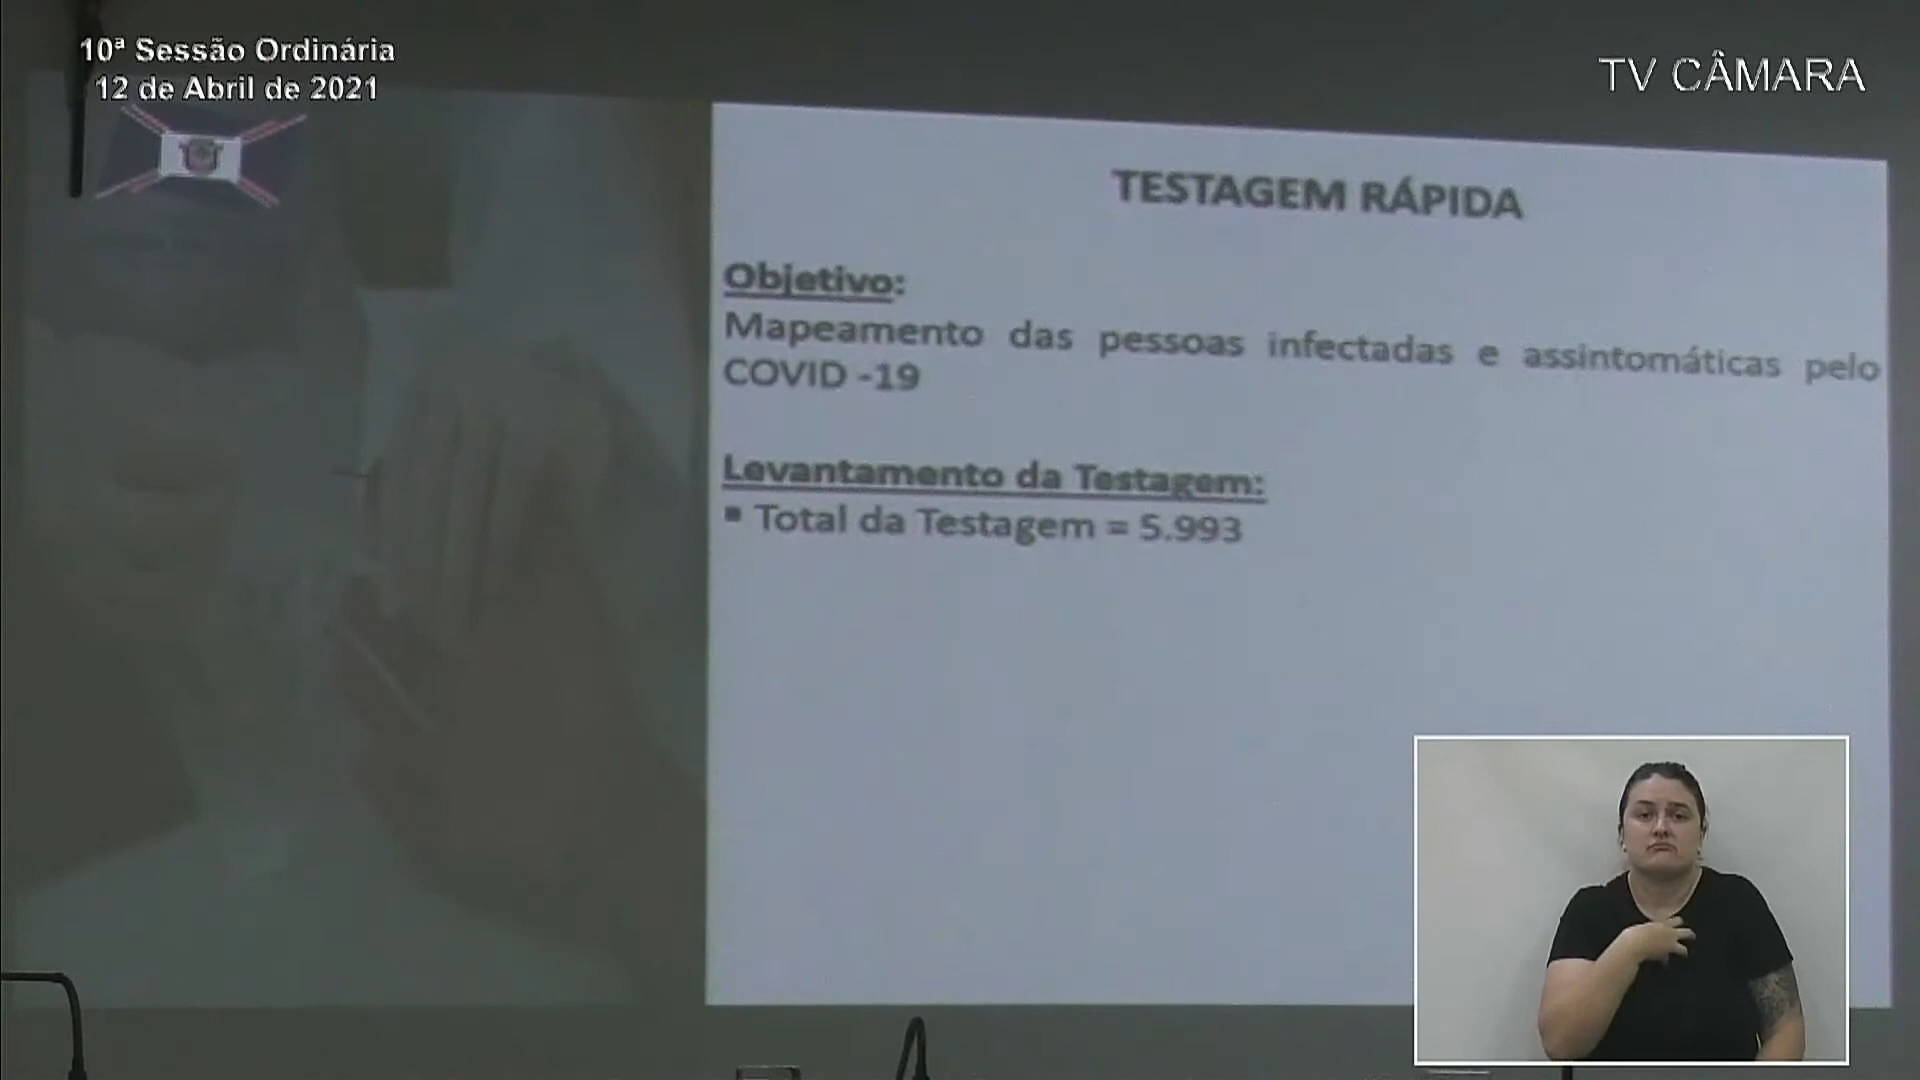 10ª Sessão Ordinária
12 de Abril de 2021
TV CÂMARA
TESTAGEM RÁPIDA
Objetivo:
Mapeamento das pessoas infectadas e assintomáticas pelo
COVID -19
Levantamento da Testagem:
▪ Total da Testagem = 5.993